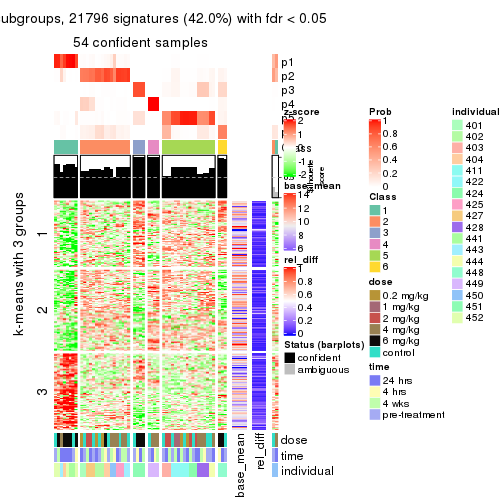 ubgroups, 21796 signatures (42.0%) with fdr < 0.05
54 confident samples
p1
p2
p3
p4
k-means with 3 groups
1
2
3
z-score
2
1
-1
-2
base_mean
14
12
10
8
6
rel_diff
1
0.8
0.6
0.4
0.2
0
Status (barplots)
confident
ambiguous
Silhouette
score
dose
time
individual
base_mean
rel_diff
Prob
1
0.8
0.6
0.4
0.2
0
Class
1
2
3
4
5
6
dose
0.2 mg/kg
1 mg/kg
2 mg/kg
4 mg/kg
6 mg/kg
control
time
24 hrs
4 hrs
4 wks
pre-treatment
individual
401
402
403
404
411
422
424
425
427
428
441
443
444
448
449
450
451
452